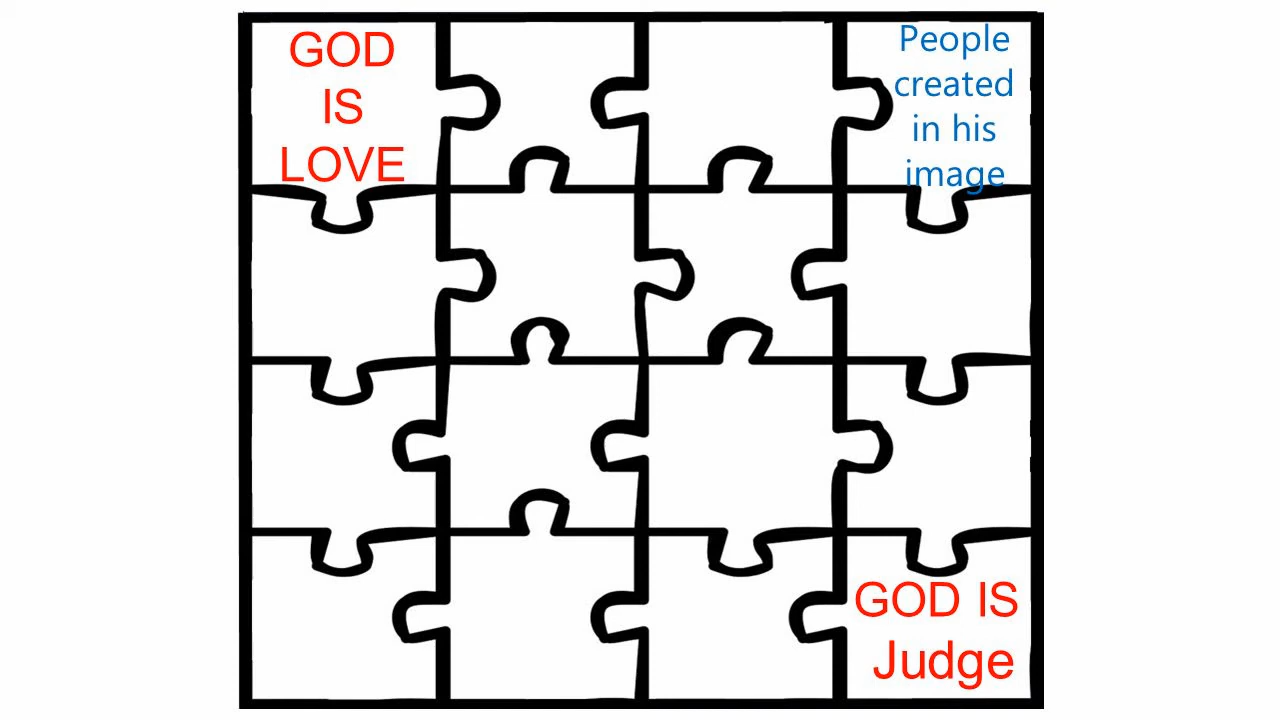 GOD
IS
LOVE
People
created
in his
image
GOD IS
Judge